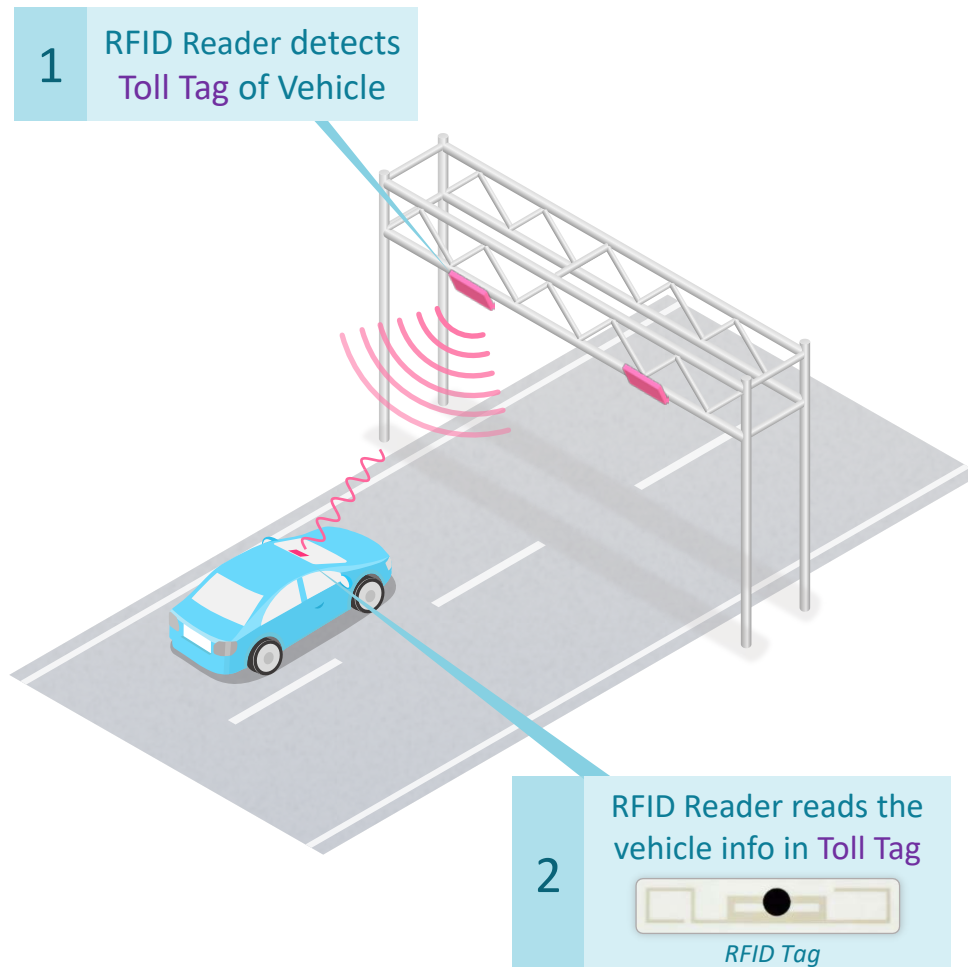 1
RFID Reader detects
Toll Tag of Vehicle
2
RFID Reader reads the
vehicle info in Toll Tag
RFID Tag